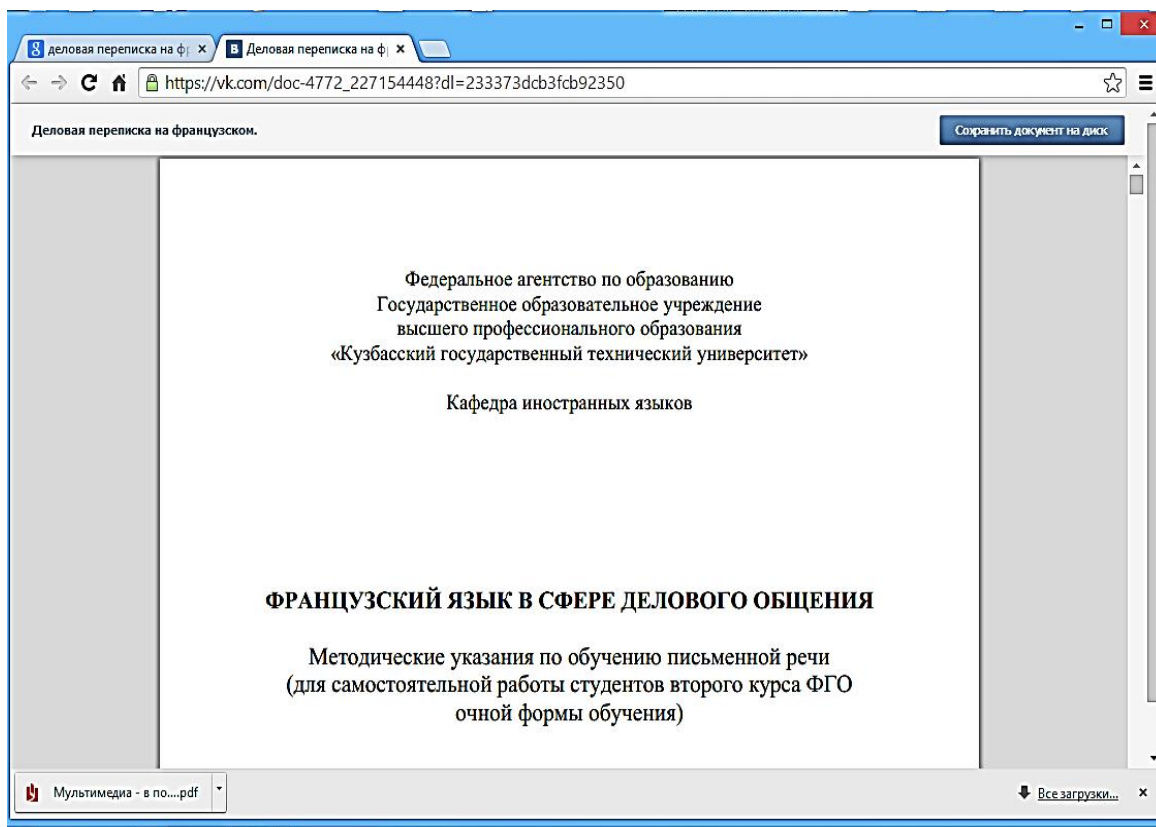 деловая переписка на ф
Деловая переписка на ф
https://vk.com/doc-4772_227154448?dl=233373dcb3fcb92350
Деловая переписка на французском.
Сохранить документ на диск
Федеральное агентство по образованию
Государственное образовательное учреждение
высшего профессионального образования
«Кузбасский государственный технический университет»
Кафедра иностранных языков
ФРАНЦУЗСКИЙ ЯЗЫК В СФЕРЕ ДЕЛОВОГО ОБЩЕНИЯ
Методические указания по обучению письменной речи
(для самостоятельной работы студентов второго курса ФГО
очной формы обучения)
Мультимедиа - в по....pdf
Все загрузки...